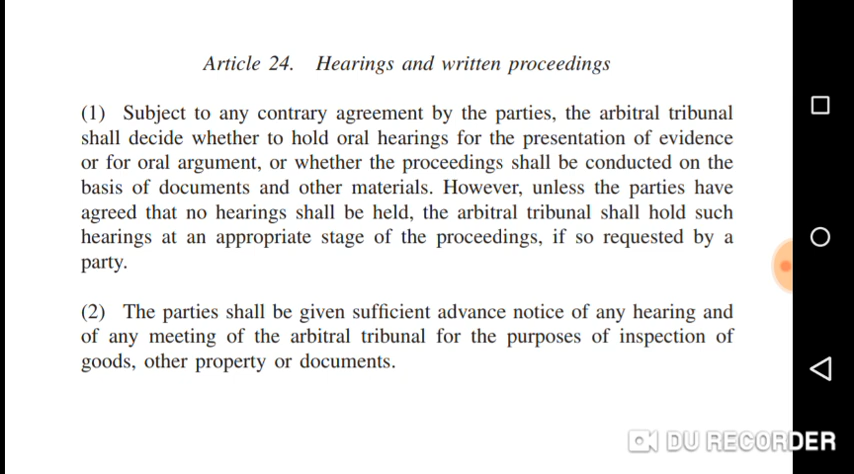 Article 24. Hearings and written proceedings
(1) Subject to any contrary agreement by the parties, the arbitral tribunal
shall decide whether to hold oral hearings for the presentation of evidence
or for oral argument, or whether the proceedings shall be conducted on the
basis of documents and other materials. However, unless the parties have
agreed that no hearings shall be held, the arbitral tribunal shall hold such
hearings at an appropriate stage of the proceedings, if so requested by a
party.
(2) The parties shall be given sufficient advance notice of any hearing and
of any meeting of the arbitral tribunal for the purposes of inspection of
goods, other property or documents.
DU RECORDER